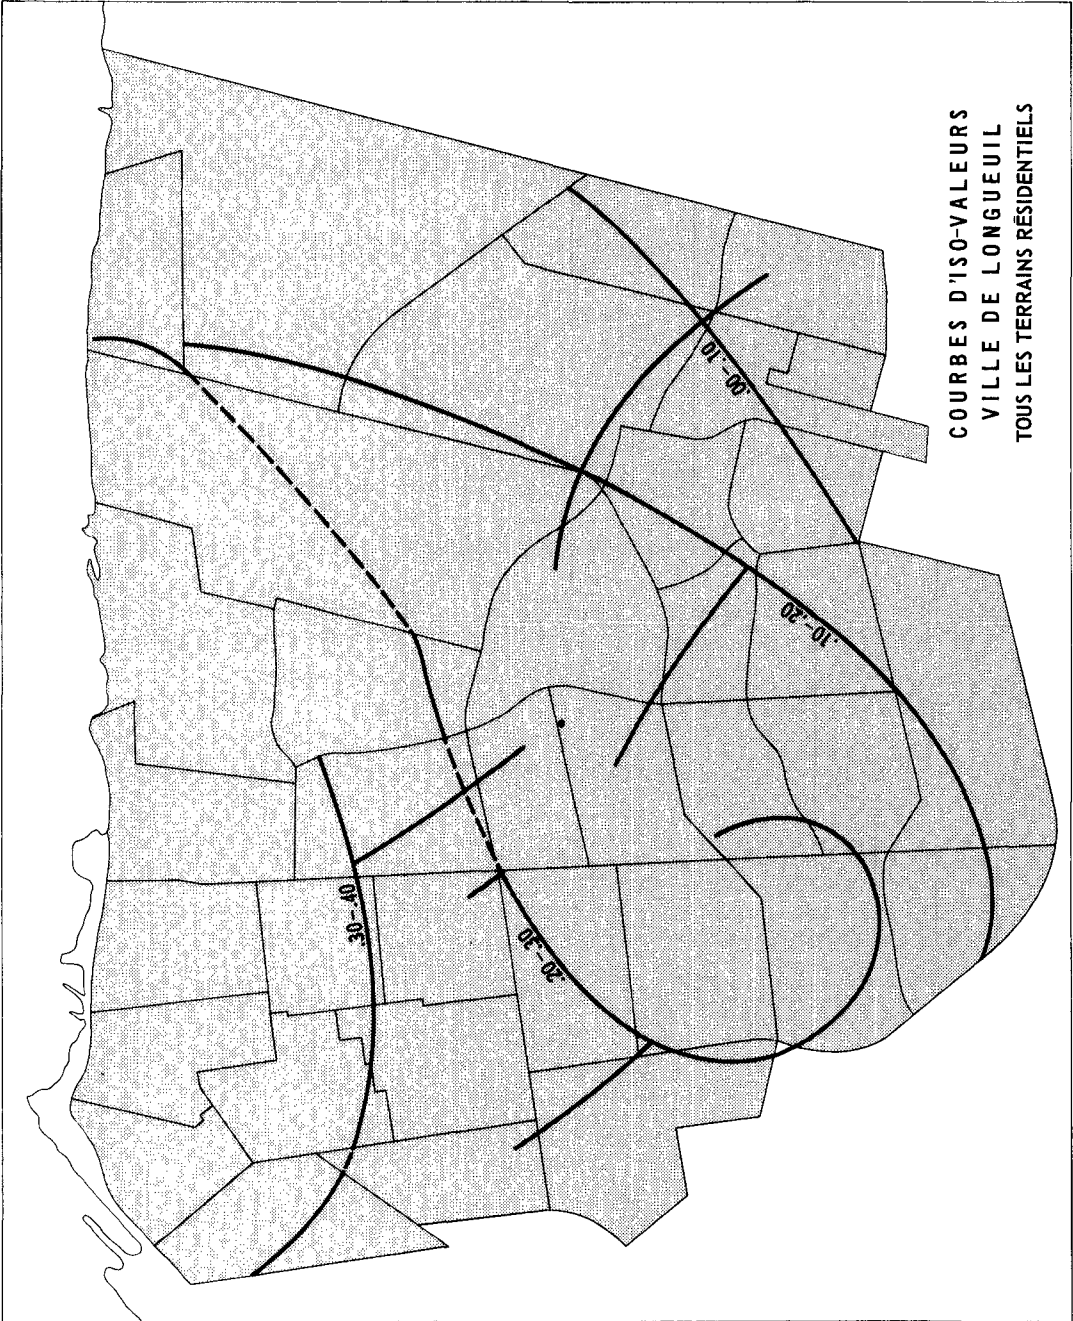 COURBES D'ISO-VALEURS
VILLE DE LONGUEUIL
TOUS LES TERRAINS RÉSIDENTIELS
.00-.10
.10-.20
.20-.30
.30-.40